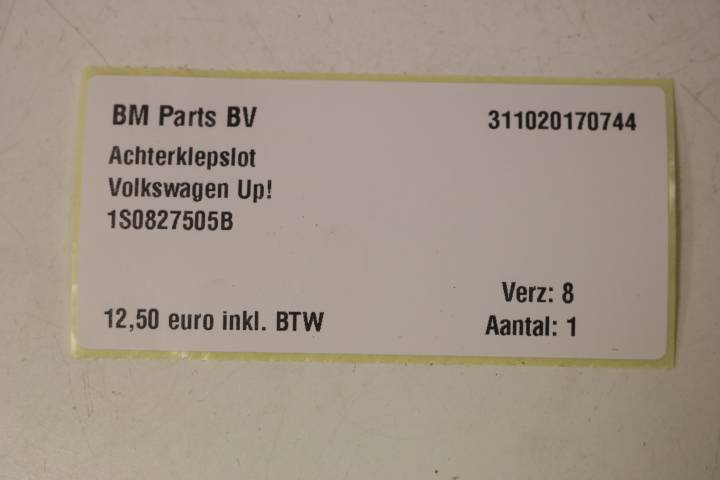 BM Parts BV 311020170744
Achterklepslot
Volkswagen Up!
1S0827505B
Verz: 8
12,50 euro inkl. BTW Aantal: 1